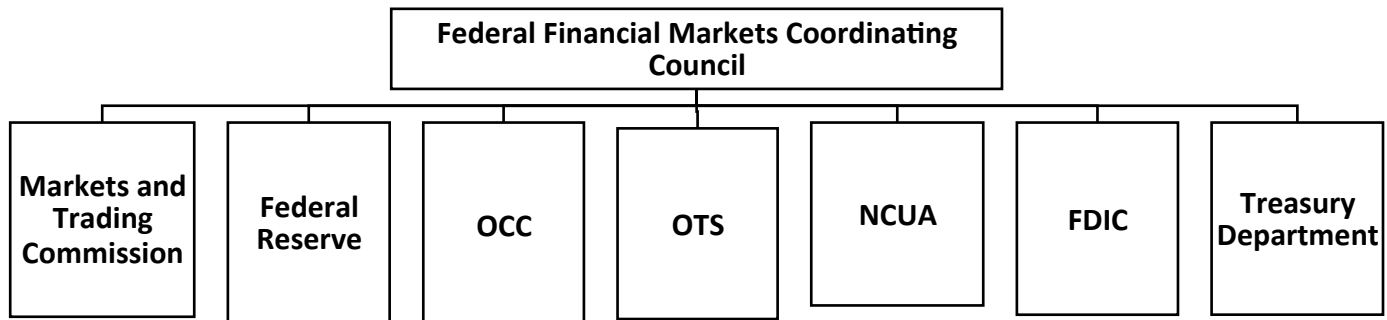 Federal Financial Markets Coordinating
Council
Markets and
Trading
Commission
Federal
Reserve
OCC
OTS
NCUA
FDIC
Treasury
Department